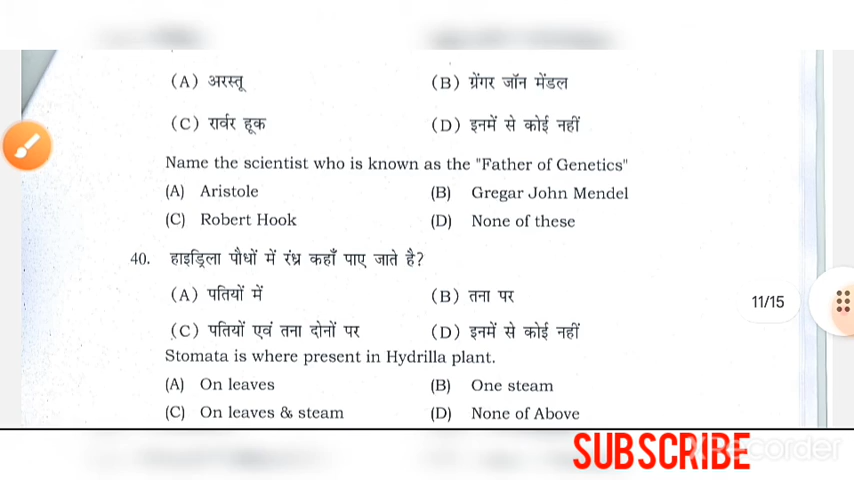 (A) अरस्तू (B) ग्रेंगर जॉन मेंडल
(C) रार्वर हूक (D) इनमें से कोई नहीं
Name the scientist who is known as the "Father of Genetics"
(A) Aristole (B) Gregar John Mendel
(C) Robert Hook (D) None of these
40. हाइड्रिला पौधों में रंध्र कहाँ पाए जाते है?
(A) पतियों में (B) तना पर
11/15
(C) पतियों एवं तना दोनों पर (D) इनमें से कोई नहीं
Stomata is where present in Hydrilla plant.
(A) On leaves (B) One steam
(C) On leaves & steam (D) None of Above
SUBSCRIBE